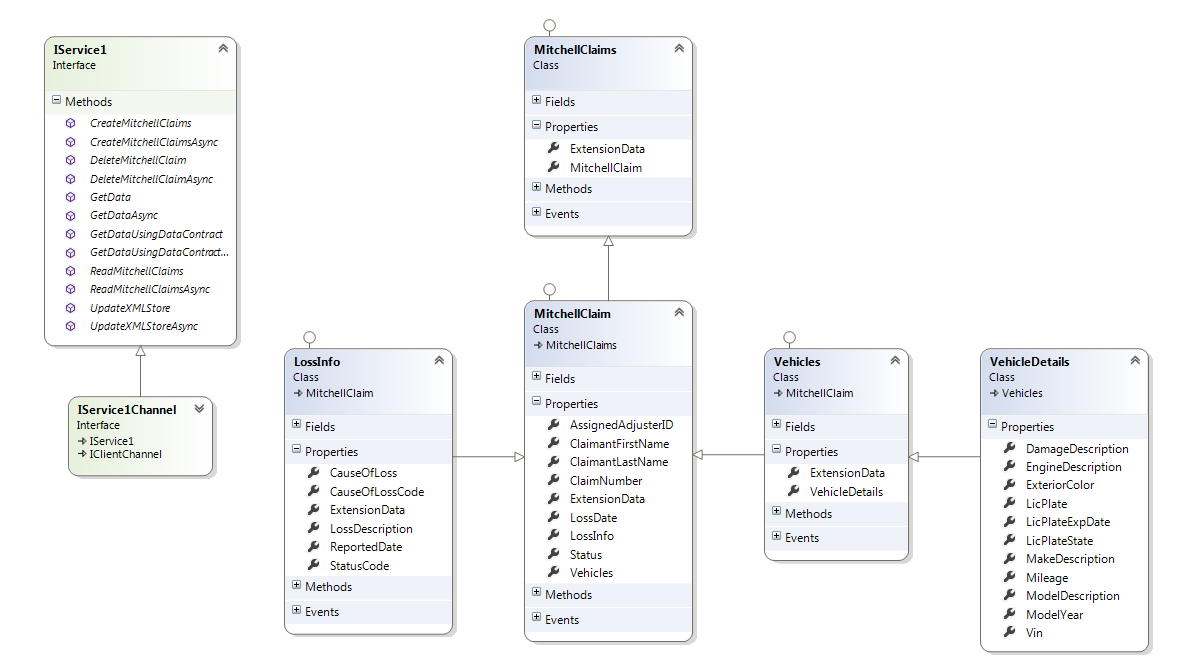 IService1
Interface
Methods
CreateMitchellClaims
CreateMitchellClaimsAsync
DeleteMitchellClaim
DeleteMitchellClaimAsync
GetData
GetDataAsync
GetDataUsingDataContract
GetDataUsingDataContract...
ReadMitchellClaims
ReadMitchellClaimsAsync
UpdateXMLStore
UpdateXMLStoreAsync
IService1Channel
Interface
IService1
IClientChannel
MitchellClaims
Class
Fields
Properties
ExtensionData
MitchellClaim
Methods
Events
LossInfo
Class
MitchellClaim
Fields
Properties
CauseOfLoss
CauseOfLossCode
ExtensionData
LossDescription
ReportedDate
StatusCode
Methods
Events
MitchellClaim
Class
MitchellClaims
Fields
Properties
AssignedAdjusterID
ClaimantFirstName
ClaimantLastName
ClaimNumber
ExtensionData
LossDate
LossInfo
Status
Vehicles
Methods
Events
Vehicles
Class
MitchellClaim
Fields
Properties
ExtensionData
VehicleDetails
Methods
Events
VehicleDetails
Class
Vehicles
Properties
DamageDescription
EngineDescription
ExteriorColor
LicPlate
LicPlateExpDate
LicPlateState
MakeDescription
Mileage
ModelDescription
ModelYear
Vin